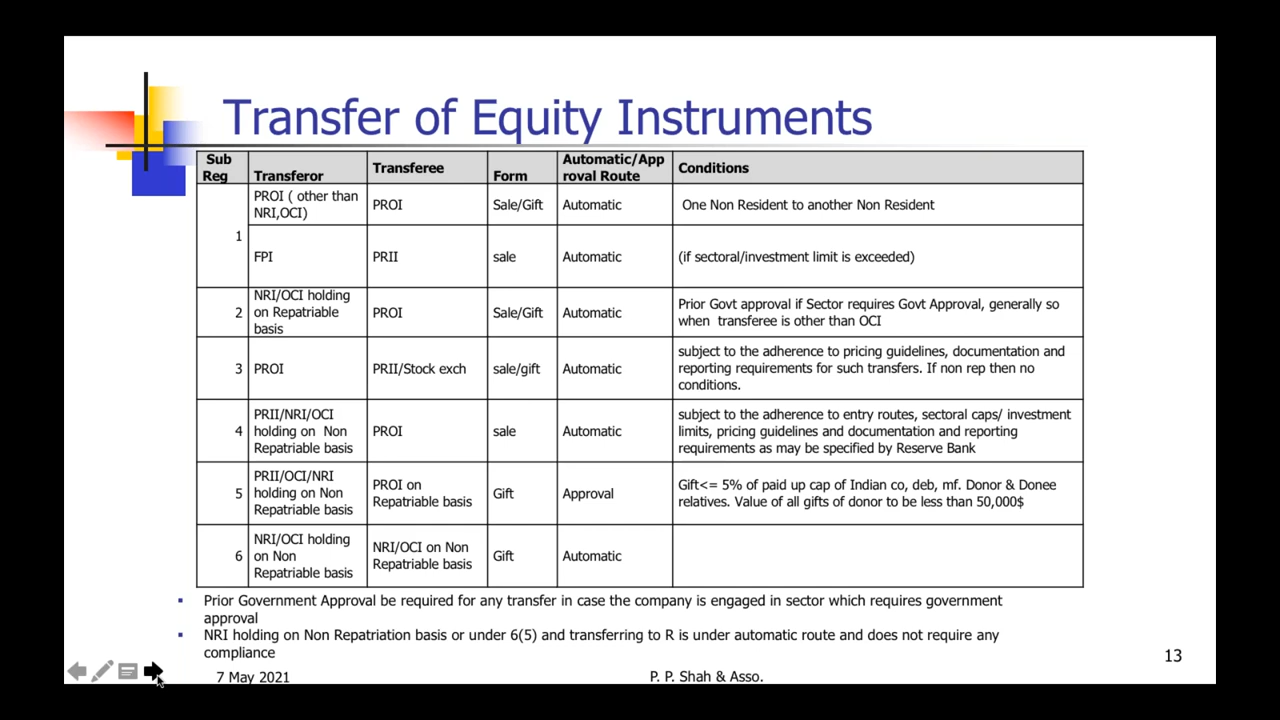 Transfer of Equity Instruments
Sub Reg Transferor Transferee Form Automatic/App roval Route Conditions
1 PROI ( other than NRI,OCI) PROI Sale/Gift Automatic One Non Resident to another Non Resident
FPI PRII sale Automatic (if sectoral/investment limit is exceeded)
2 NRI/OCI holding on Repatriable basis PROI Sale/Gift Automatic Prior Govt approval if Sector requires Govt Approval, generally so when transferee is other than OCI
3 PROI PRII/Stock exch sale/gift Automatic subject to the adherence to pricing guidelines, documentation and reporting requirements for such transfers. If non rep then no conditions.
4 PRII/NRI/OCI holding on Non Repatriable basis PROI sale Automatic subject to the adherence to entry routes, sectoral caps/ investment limits, pricing guidelines and documentation and reporting requirements as may be specified by Reserve Bank
5 PRII/OCI/NRI holding on Non Repatriable basis PROI on Repatriable basis Gift Approval Gift<= 5% of paid up cap of Indian co, deb, mf. Donor & Donee relatives. Value of all gifts of donor to be less than 50,000$
6 NRI/OCI holding on Non Repatriable basis NRI/OCI on Non Repatriable basis Gift Automatic
▪ Prior Government Approval be required for any transfer in case the company is engaged in sector which requires government
approval
▪ NRI holding on Non Repatriation basis or under 6(5) and transferring to R is under automatic route and does not require any
compliance
13
7 May 2021 P. P. Shah & Asso.